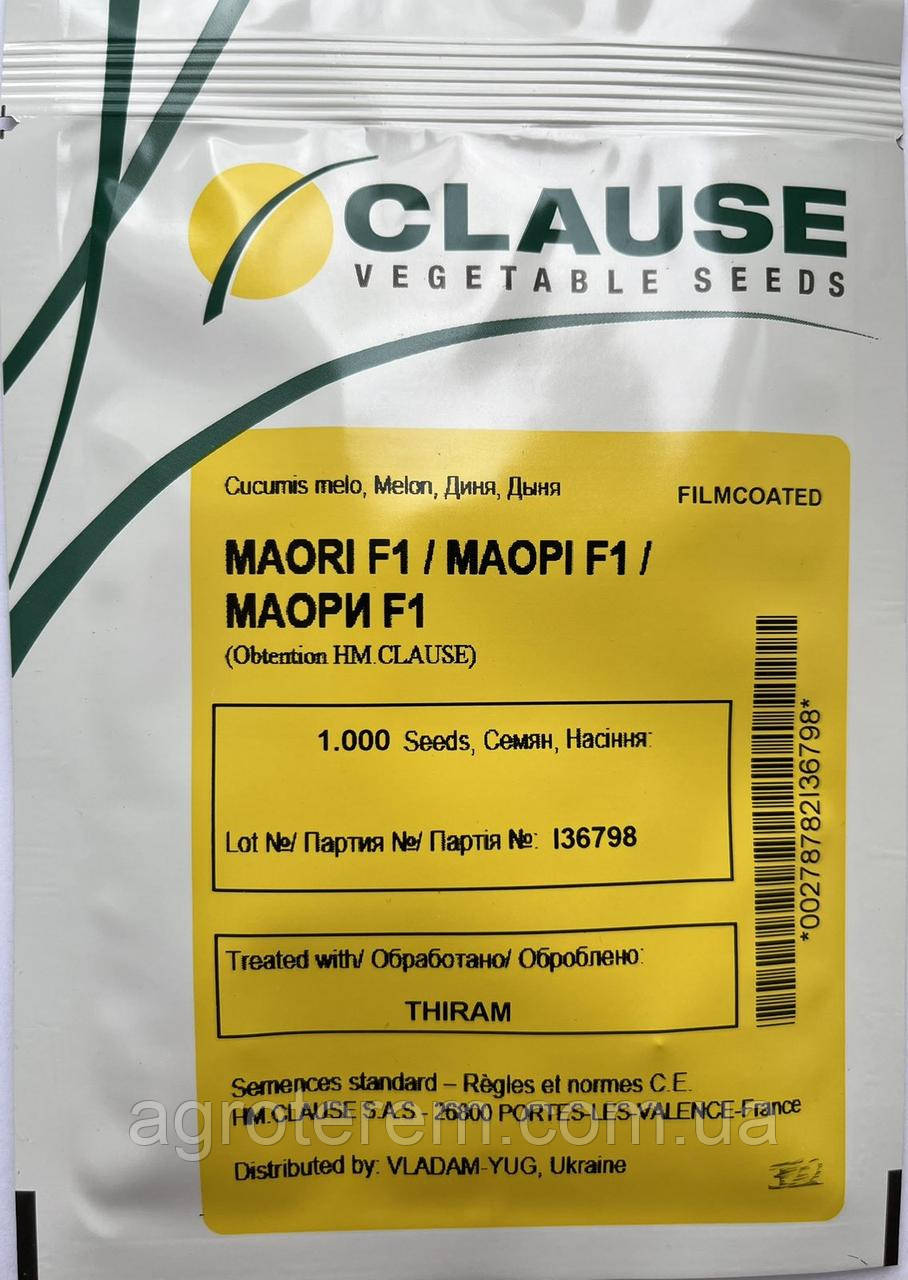 CLAUSE
VEGETABLE SEEDS
Cucumis melo, Melon, Диня, Дыня
FILMCOATED
MAORI F1 / МАОРІ F1 /
МАОРИ F1
(Obtention HM.CLAUSE)
1.000 Seeds, Семян, Насіння:
Lot №/ Партия №/ Партія №: I36798
*00278782I36798*
Treated with/ Обработано/ Оброблено:
THIRAM
Semences standard – Règles et normes C.E.
HM.CLAUSE S.A.S - 26800 PORTES-LES-VALENCE-France
agroterem.com.ua
Distributed by: VLADAM-YUG, Ukraine